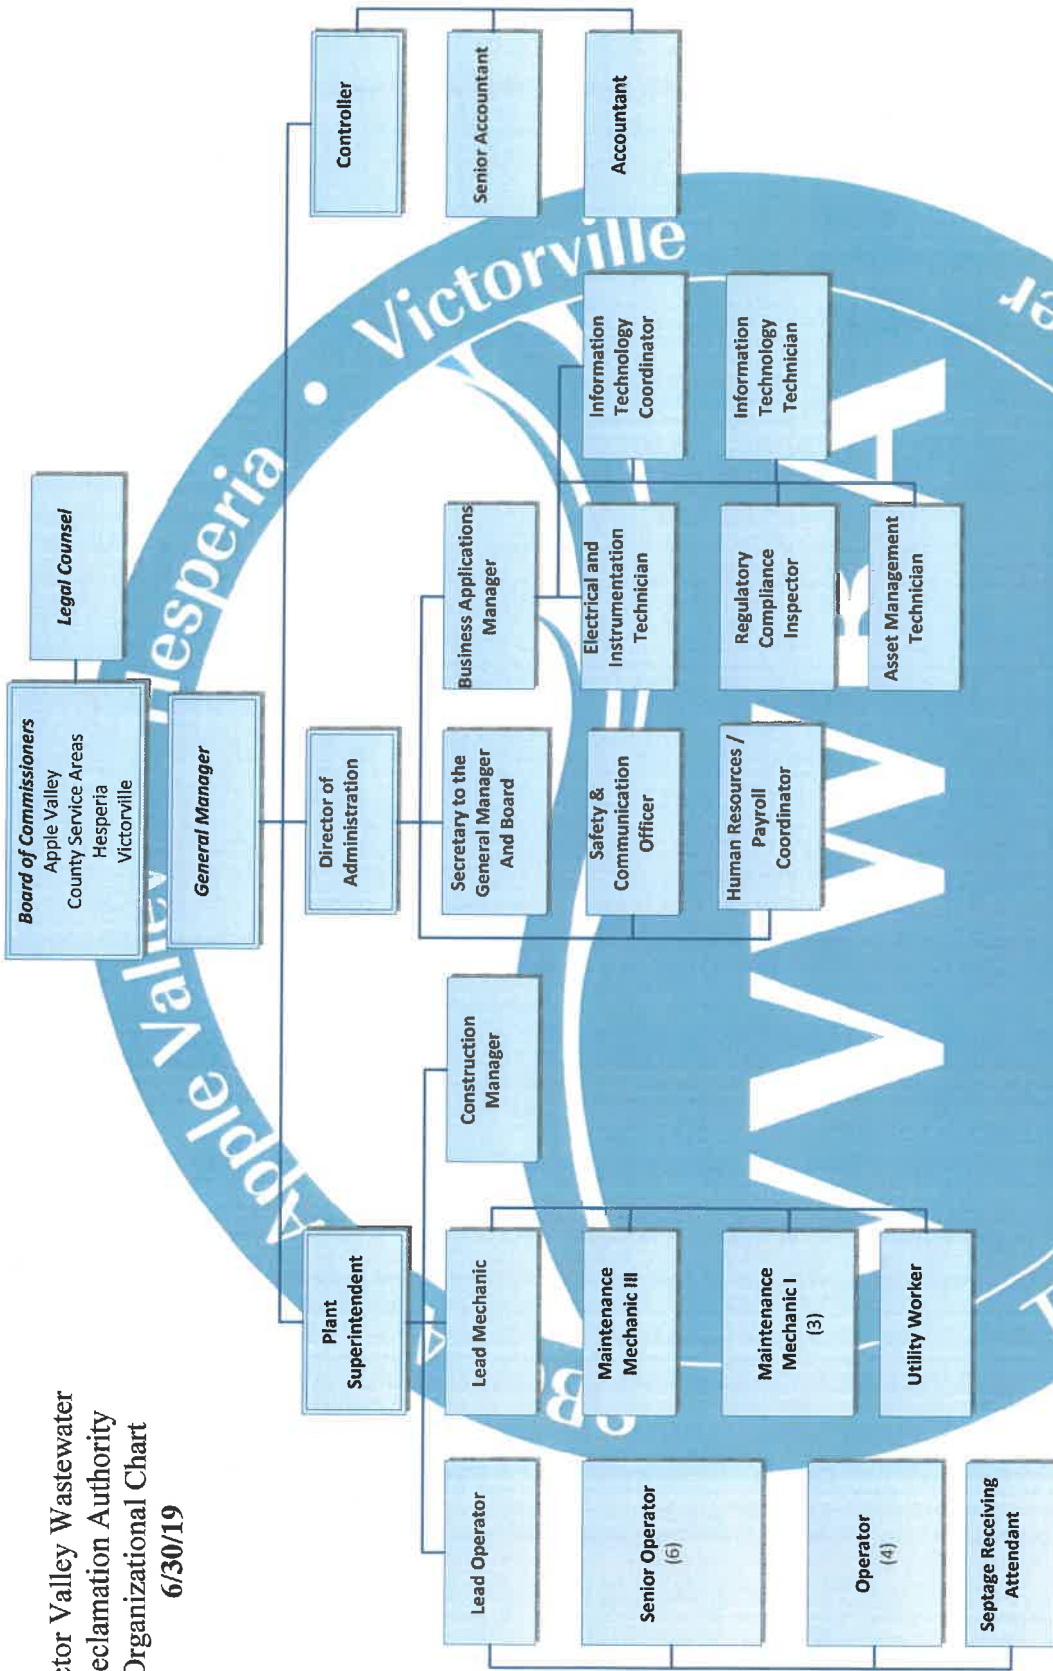 ctor Valley Wastewater
eclamation Authority
Organizational Chart
6/30/19
Board of Commissioners
Apple Valley
County Service Areas
Hesperia
Victorville
Legal Counsel
General Manager
Plant
Superintendent
Director of
Administration
Controller
Lead Operator
Lead Mechanic
Construction
Manager
Secretary to the
General Manager
And Board
Business Applications
Manager
Senior Accountant
Senior Operator
(6)
Maintenance
Mechanic III
Safety &
Communication
Officer
Electrical and
Instrumentation
Technician
Information
Technology
Coordinator
Accountant
Operator
(4)
Maintenance
Mechanic I
(3)
Human Resources /
Payroll
Coordinator
Regulatory
Compliance
Inspector
Information
Technology
Technician
Septage Receiving
Attendant
Utility Worker
Asset Management
Technician
Apple Valley
Hesperia • Victorville
VVWRA
er